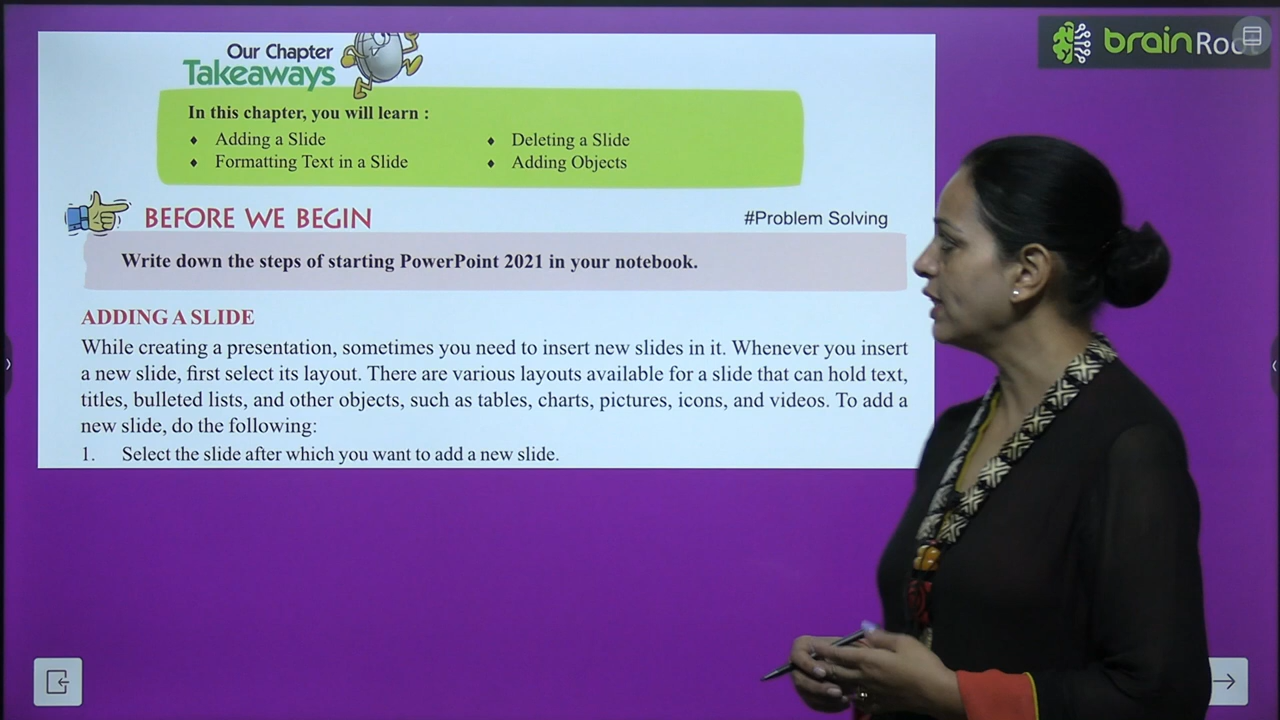 brainRo
Our Chapter
Takeaways
In this chapter, you will learn :
♦ Adding a Slide
♦ Deleting a Slide
♦ Formatting Text in a Slide
♦ Adding Objects
BEFORE WE BEGIN
#Problem Solving
Write down the steps of starting PowerPoint 2021 in your notebook.
ADDING A SLIDE
While creating a presentation, sometimes you need to insert new slides in it. Whenever you insert
a new slide, first select its layout. There are various layouts available for a slide that can hold text,
titles, bulleted lists, and other objects, such as tables, charts, pictures, icons, and videos. To add a
new slide, do the following:
1. Select the slide after which you want to add a new slide.